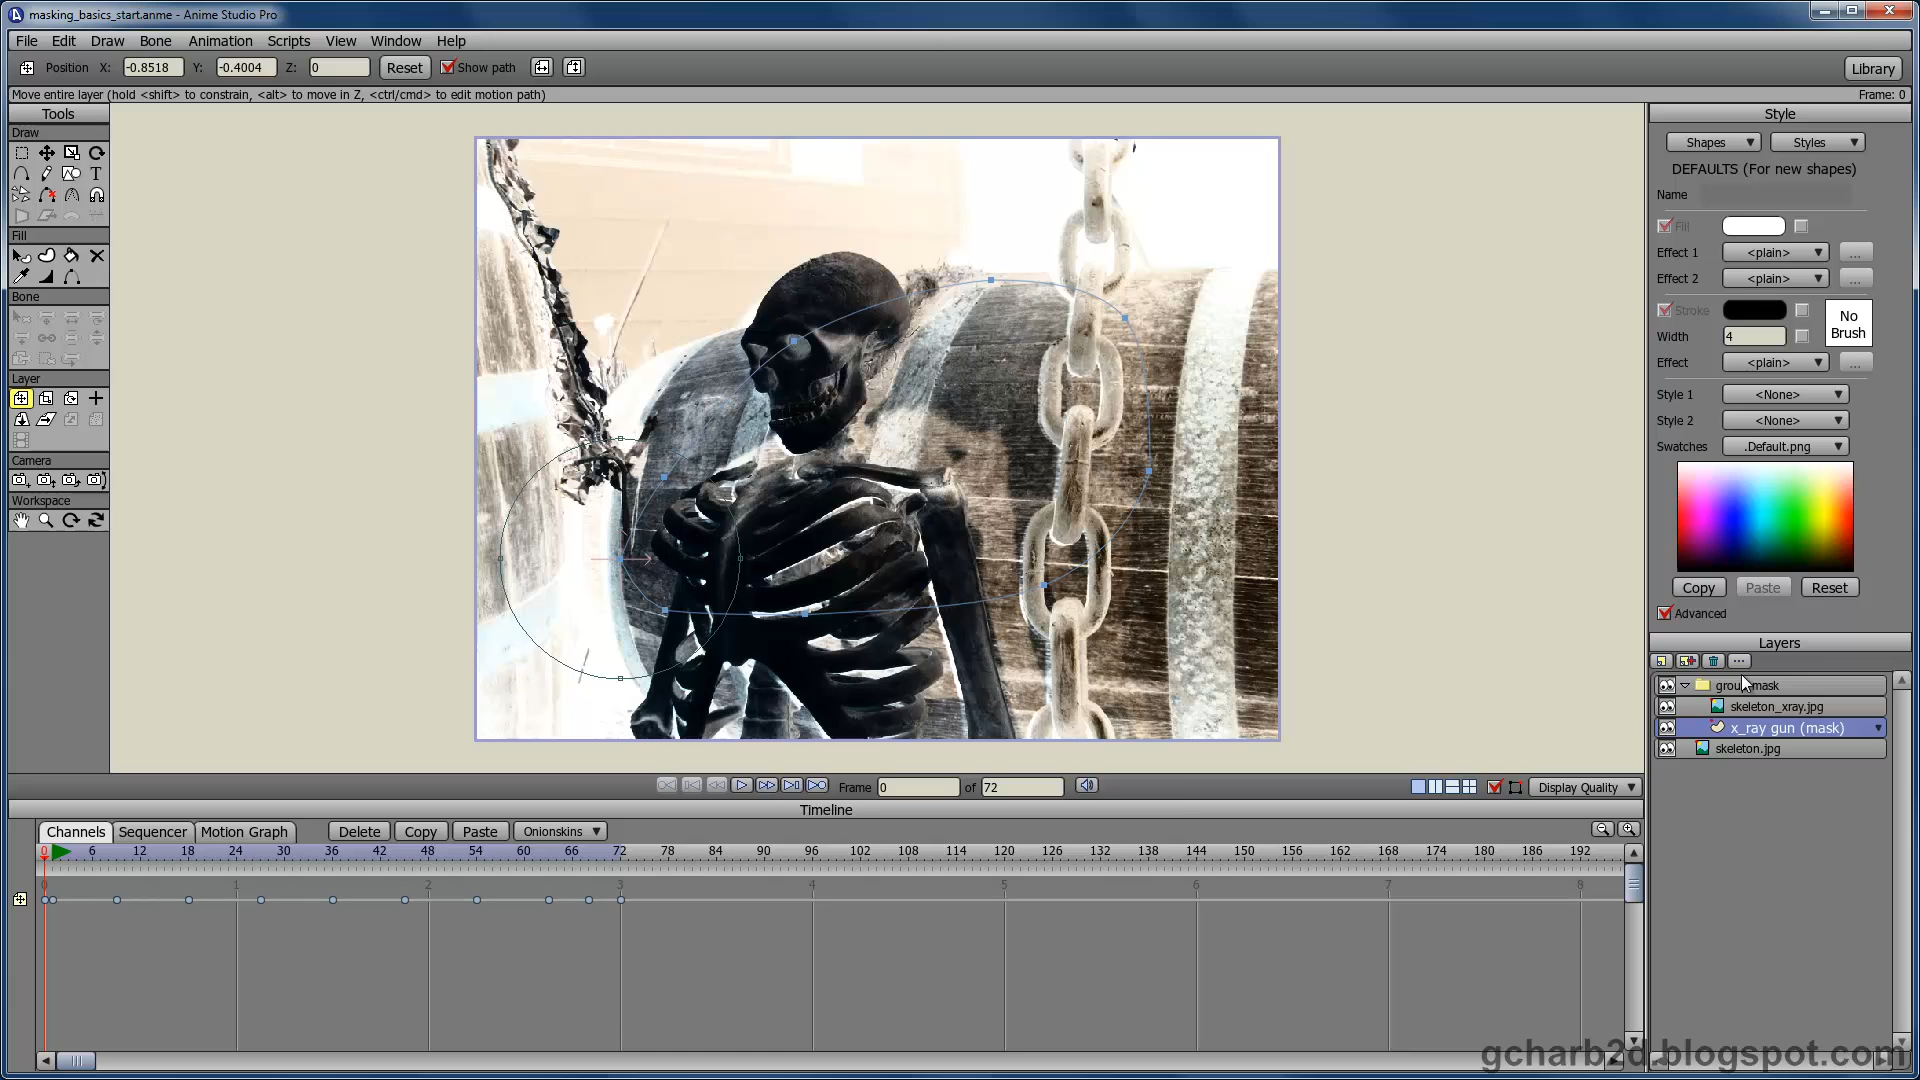 masking_basics_start.anme - Anime Studio Pro
File Edit Draw Bone Animation Scripts View Window Help
Position X: -0.8518 Y: -0.4004 Z: 0 Reset Show path Library
Move entire layer (hold <shift> to constrain, <alt> to move in Z, <ctrl/cmd> to edit motion path) Frame: 0
Tools
Draw
T
Fill
Bone
Layer
Camera
Workspace
Style
Shapes Styles
DEFAULTS (For new shapes)
Name
Fill
Effect 1 <plain> ...
Effect 2 <plain> ...
Stroke
No
Brush
Width 4
Effect <plain> ...
Style 1 <None>
Style 2 <None>
Swatches .Default.png
Copy Paste Reset
Advanced
Layers
skeleton_xray.jpg
x_ray gun (mask)
skeleton.jpg
Frame 0 of 72 Display Quality
Timeline
Channels Sequencer Motion Graph Delete Copy Paste Onionskins
0 6 12 18 24 30 36 42 48 54 60 66 72 78 84 90 96 102 108 114 120 126 132 138 144 150 156 162 168 174 180 186 192
0 1 2 3 4 5 6 7 8
gcharb2d.blogspot.com